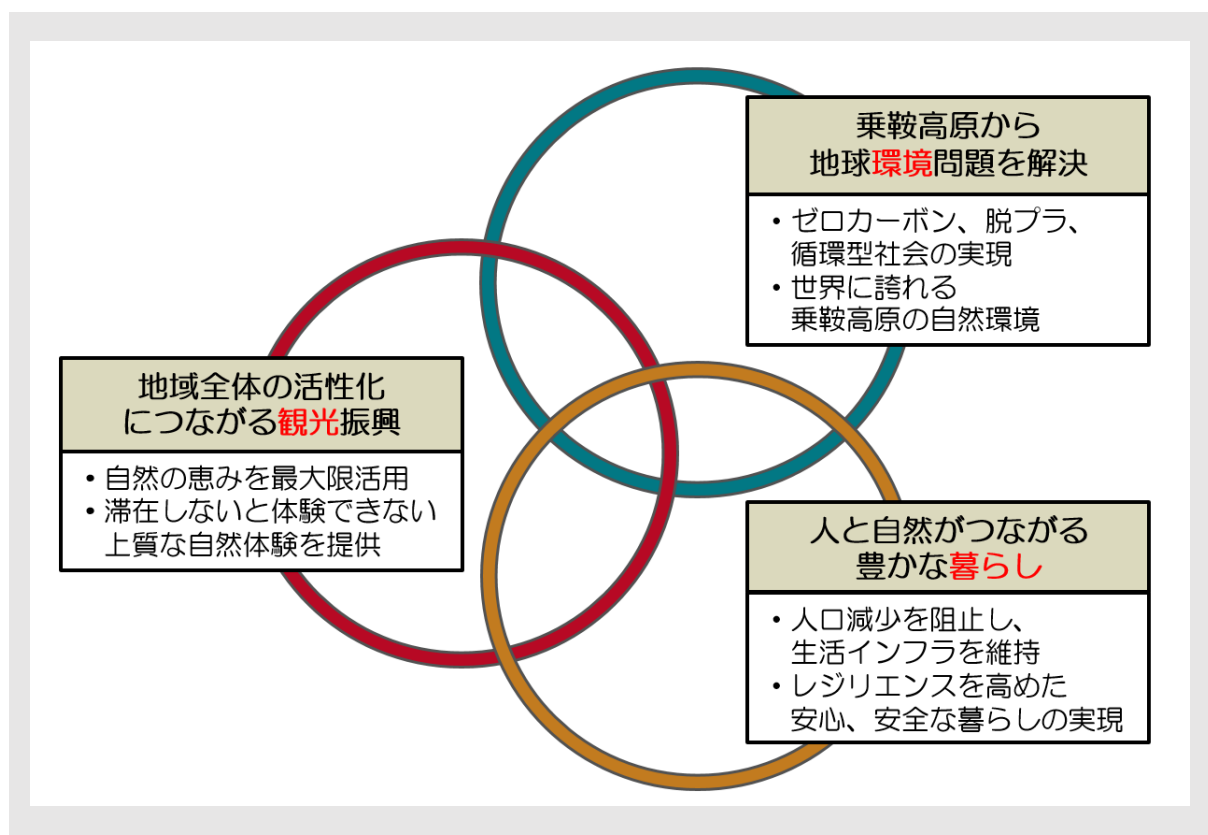 乗鞍高原から
地球環境問題を解決
・ゼロカーボン、脱プラ、
循環型社会の実現
・世界に誇れる
乗鞍高原の自然環境
地域全体の活性化
につながる観光振興
・自然の恵みを最大限活用
・滞在しないと体験できない
上質な自然体験を提供
人と自然がつながる
豊かな暮らし
・人口減少を阻止し、
生活インフラを維持
・レジリエンスを高めた
安心、安全な暮らしの実現